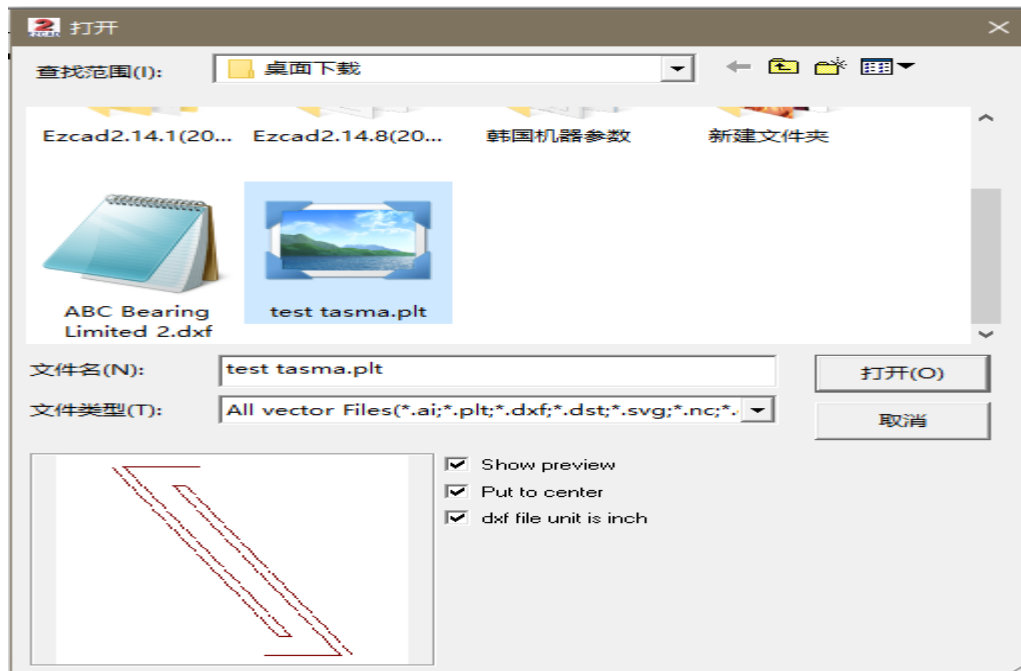 2 打开
EZCAD
查找范围(I):
桌面下载
Ezcad2.14.1(20...
Ezcad2.14.8(20...
韩国机器参数
新建文件夹
ABC Bearing
Limited 2.dxf
test tasma.plt
文件名(N):
test tasma.plt
打开(O)
文件类型(T):
All vector Files(*.ai;*.plt;*.dxf;*.dst;*.svg;*.nc;*.
取消
Show preview
Put to center
dxf file unit is inch